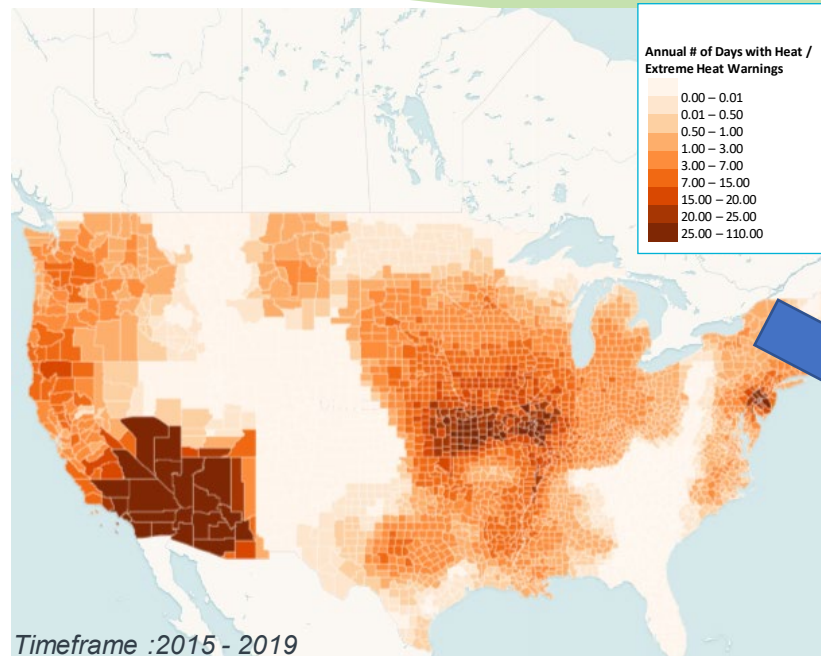 Annual # of Days with Heat /
Extreme Heat Warnings
0.00 – 0.01
0.01 – 0.50
0.50 – 1.00
1.00 – 3.00
3.00 – 7.00
7.00 – 15.00
15.00 – 20.00
20.00 – 25.00
25.00 – 110.00
Timeframe :2015 - 2019